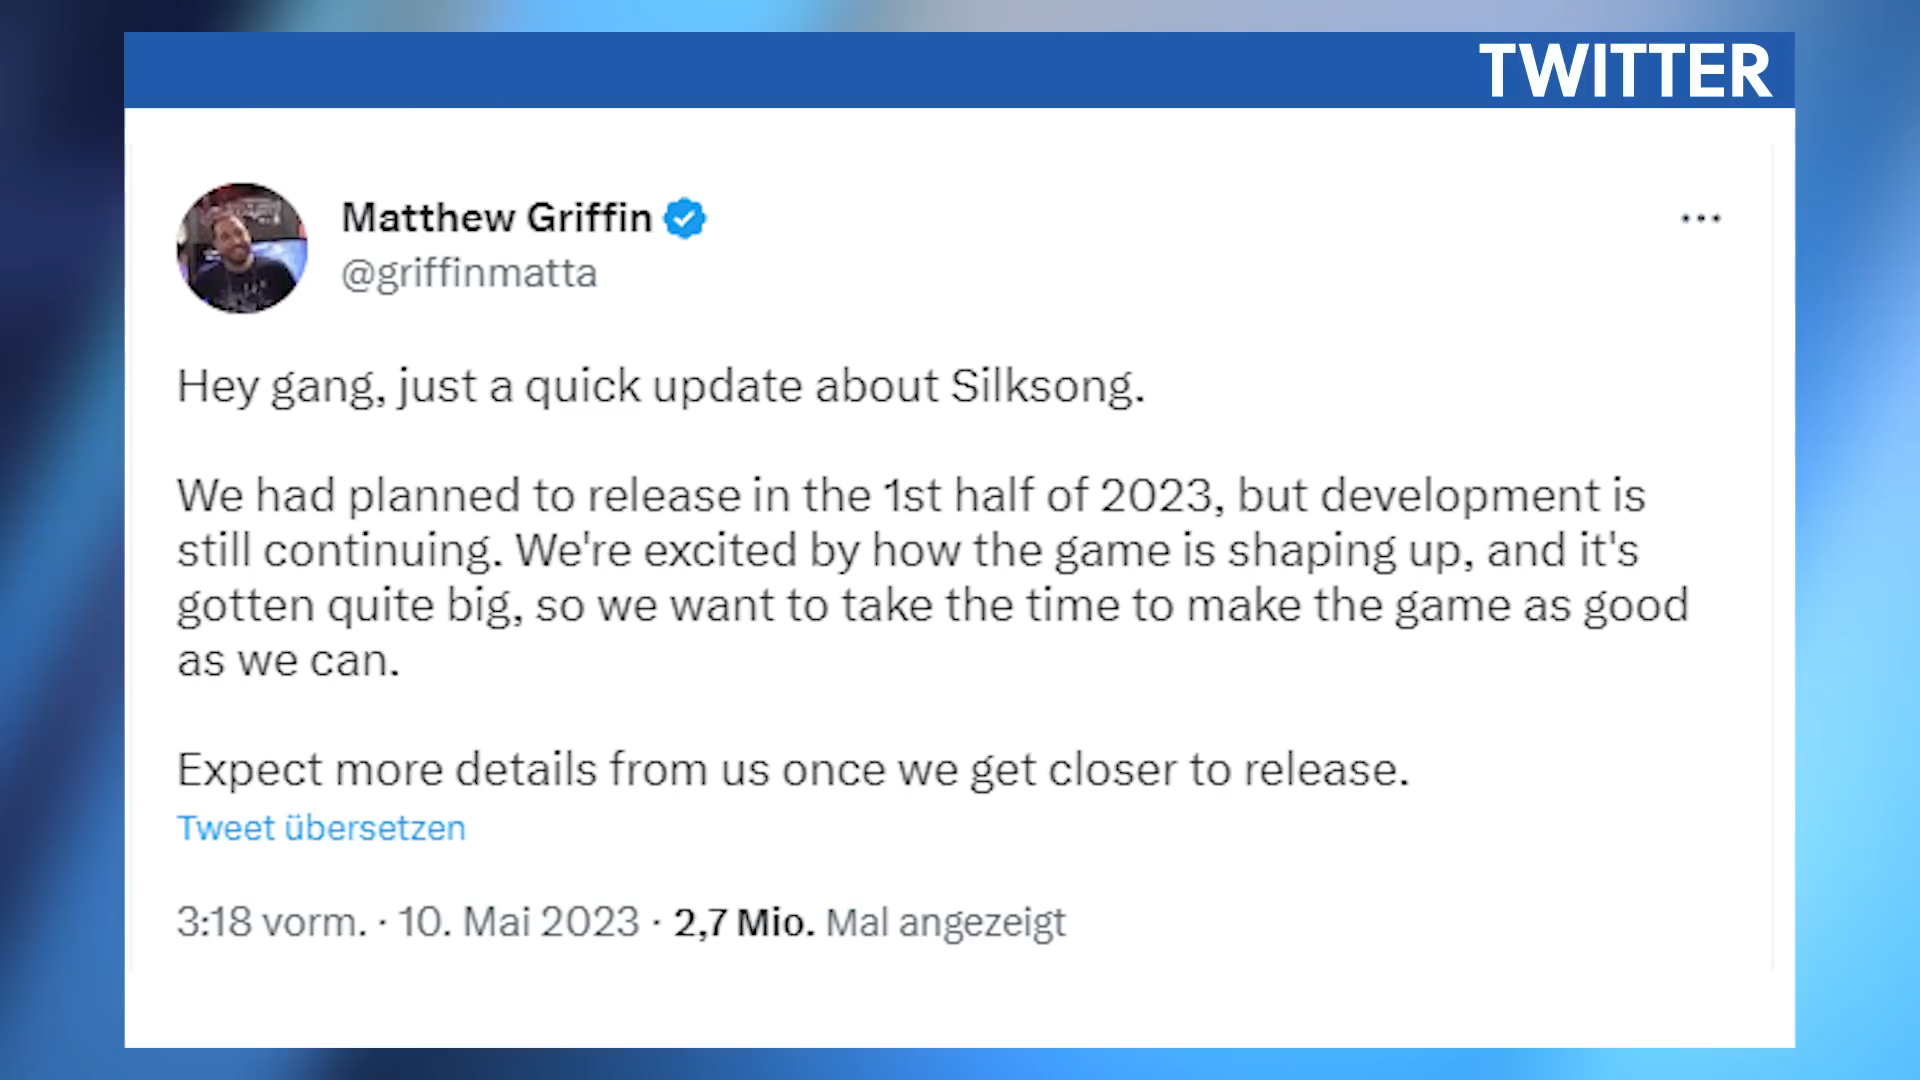 TWITTER
Matthew Griffin
@griffinmatta
Hey gang, just a quick update about Silksong.
We had planned to release in the 1st half of 2023, but development is
still continuing. We're excited by how the game is shaping up, and it's
gotten quite big, so we want to take the time to make the game as good
as we can.
Expect more details from us once we get closer to release.
Tweet übersetzen
3:18 vorm. · 10. Mai 2023 · 2,7 Mio. Mal angezeigt